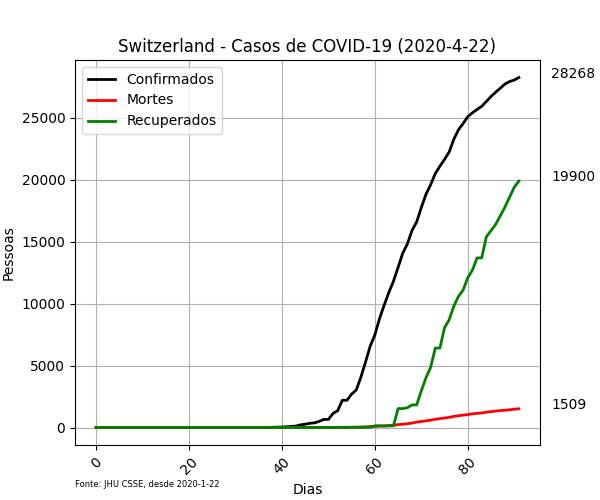 Switzerland - Casos de COVID-19 (2020-4-22)
Confirmados
Mortes
Recuperados
28268
19900
1509
Pessoas
25000
20000
15000
10000
5000
0
0
20
40
60
80
Dias
Fonte: JHU CSSE, desde 2020-1-22